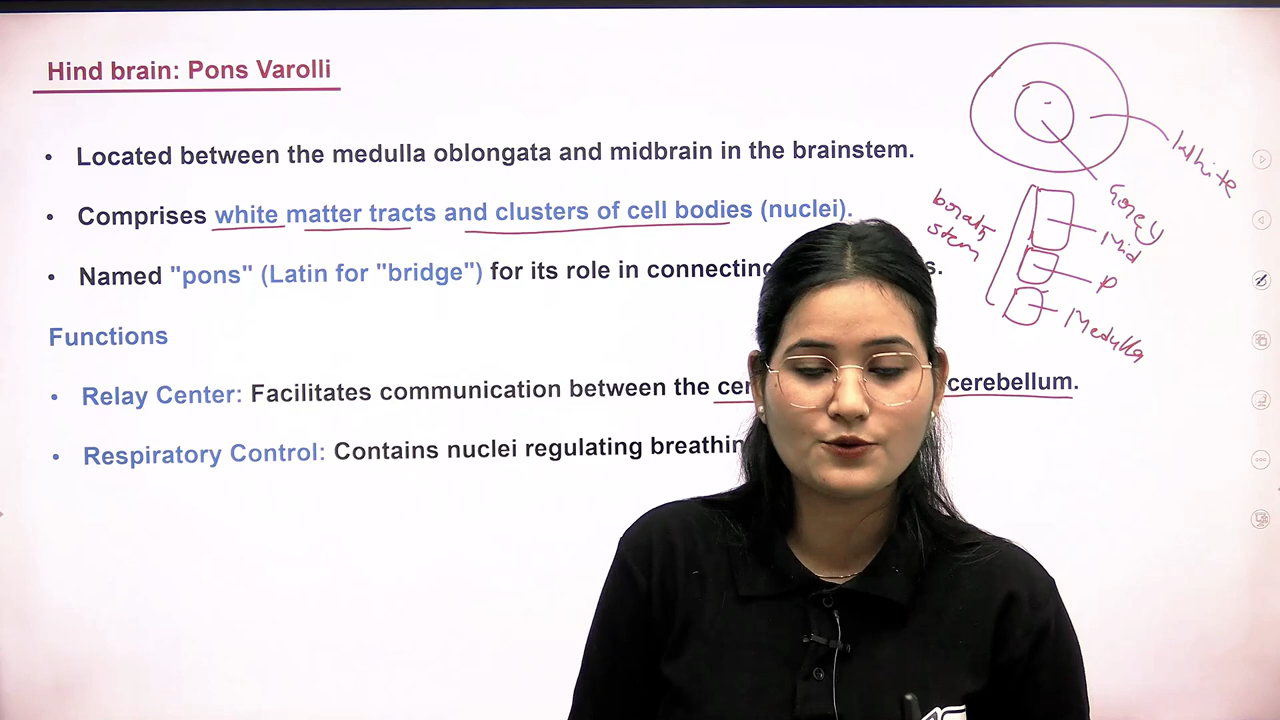 Hind brain: Pons Varolli
• Located between the medulla oblongata and midbrain in the brainstem.
• Comprises white matter tracts and clusters of cell bodies (nuclei).
• Named "pons" (Latin for "bridge") for its role in connecting
Functions
• Relay Center: Facilitates communication between the cerebellum.
• Respiratory Control: Contains nuclei regulating
White
Grey
Mid
P
Medulla
stem